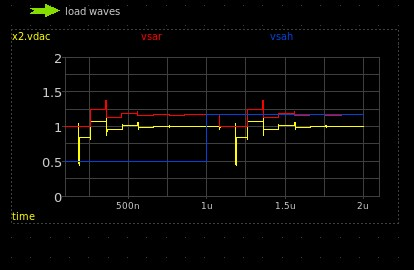 load waves
x2.vdac vsar vsah
2
1.5
1
0.5
0
500n 1u 1.5u 2u
time